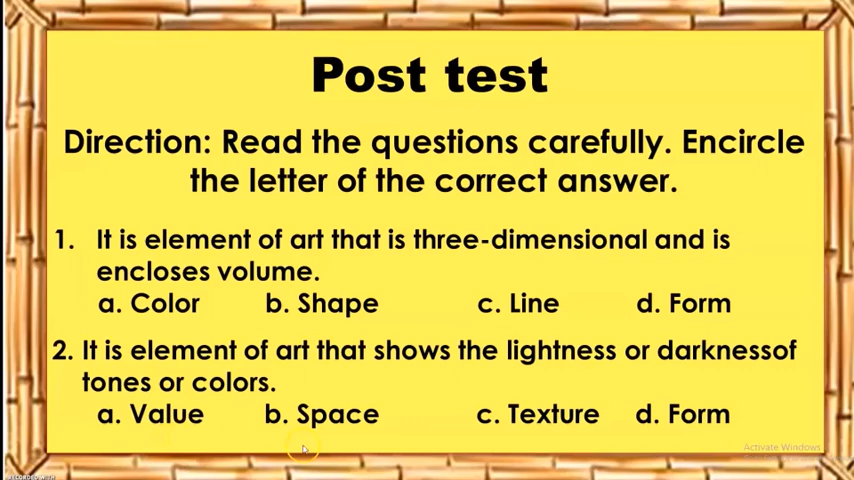 Post test
Direction: Read the questions carefully. Encircle
the letter of the correct answer.
1. It is element of art that is three-dimensional and is
encloses volume.
a. Color b. Shape c. Line d. Form
2. It is element of art that shows the lightness or darknessof
tones or colors.
a. Value b. Space c. Texture d. Form
Activate Windows
RECORDED WITH